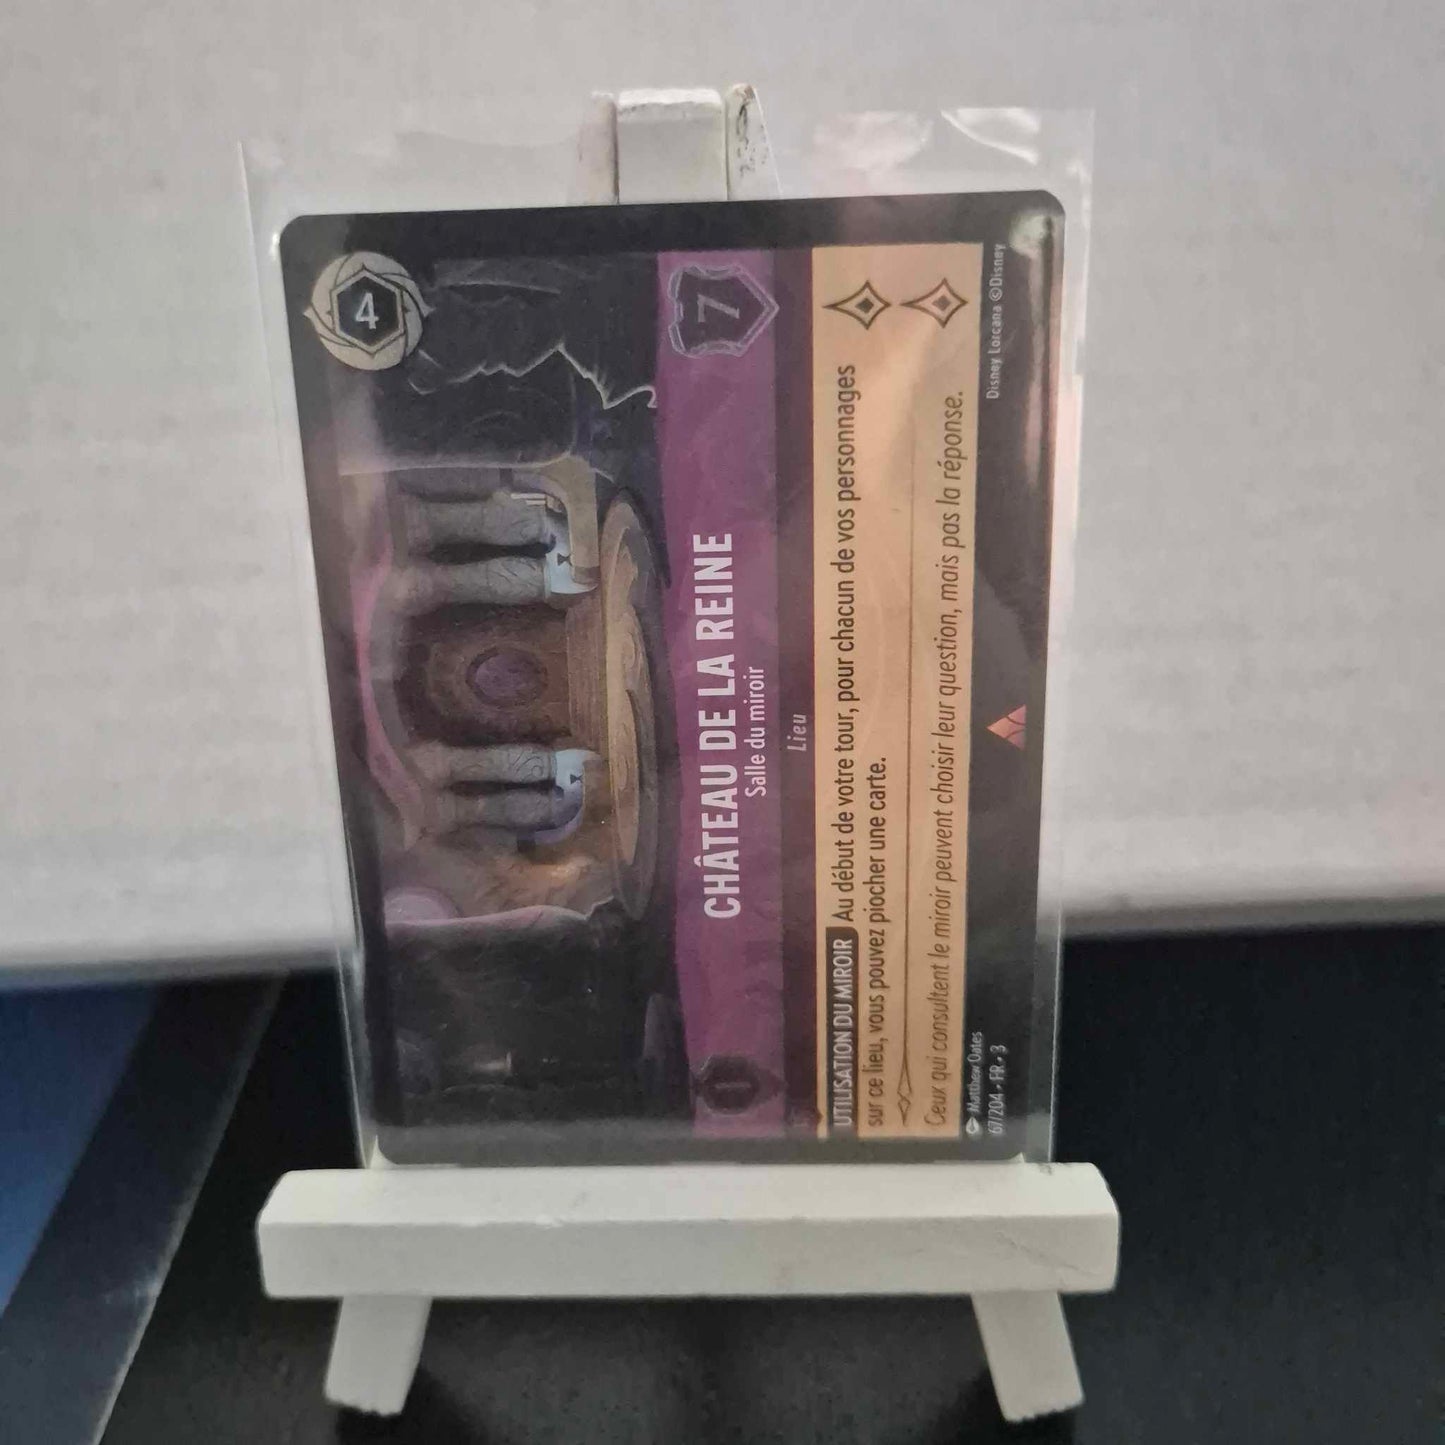 4
CHÂTEAU DE LA REINE
Salle du miroir
1
7
Lieu
UTILISATION DU MIROIR Au début de votre tour, pour chacun de vos personnages
sur ce lieu, vous pouvez piocher une carte.
Ceux qui consultent le miroir peuvent choisir leur question, mais pas la réponse.
Matthew Oates
67/204 • FR • 3
Disney Lorcana ©Disney